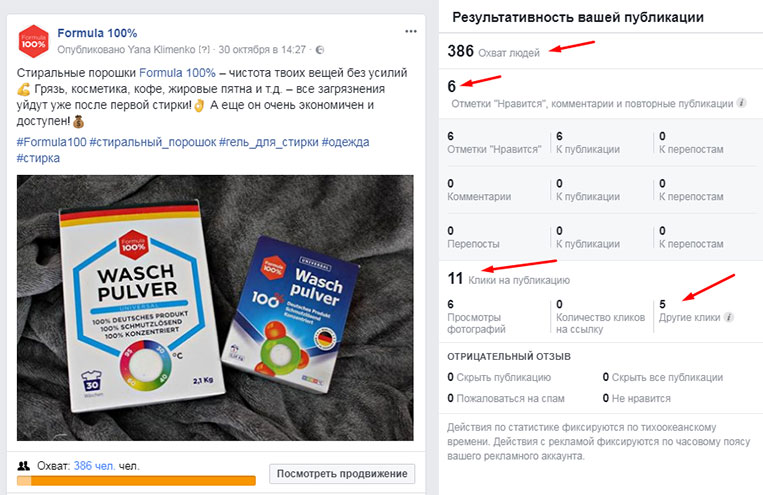 Formula 100%
Опубликовано Yana Klimenko [?] · 30 октября в 14:27 ·
Стиральные порошки Formula 100% – чистота твоих вещей без усилий
Грязь, косметика, кофе, жировые пятна и т.д. – все загрязнения
уйдут уже после первой стирки! А еще он очень экономичен и
доступен!
#Formula100 #стиральный_порошок #гель_для_стирки #одежда
#стирка
Formula
100%
WASCH
PULVER
UNIVERSAL
100% DEUTSCHES PRODUKT
100% SCHMUTZLÖSEND
100% KONZENTRIERT
°C
30
Wäschen
2,1 Kg
Formula
100%
UNIVERSAL
Wasch
pulver
100
Deutsches Produkt
Schmutzlösend
Konzentriert
Охват: 386 чел. чел.
Посмотреть продвижение
Результативность вашей публикации
386 Охват людей
6
Отметки "Нравится", комментарии и повторные публикации
6 6 0
Отметки "Нравится" К публикации К перепостам
0 0 0
Комментарии К публикации К перепостам
0 0 0
Перепосты К публикации К перепостам
11 Клики на публикацию
6 0 5
Просмотры Количество кликов Другие клики
фотографий на ссылку
ОТРИЦАТЕЛЬНЫЙ ОТЗЫВ
0 Скрыть публикацию 0 Скрыть все публикации
0 Пожаловаться на спам 0 Не нравится
Действия по статистике фиксируются по тихоокеанскому
времени. Действия с рекламой фиксируются по часовому поясу
вашего рекламного аккаунта.